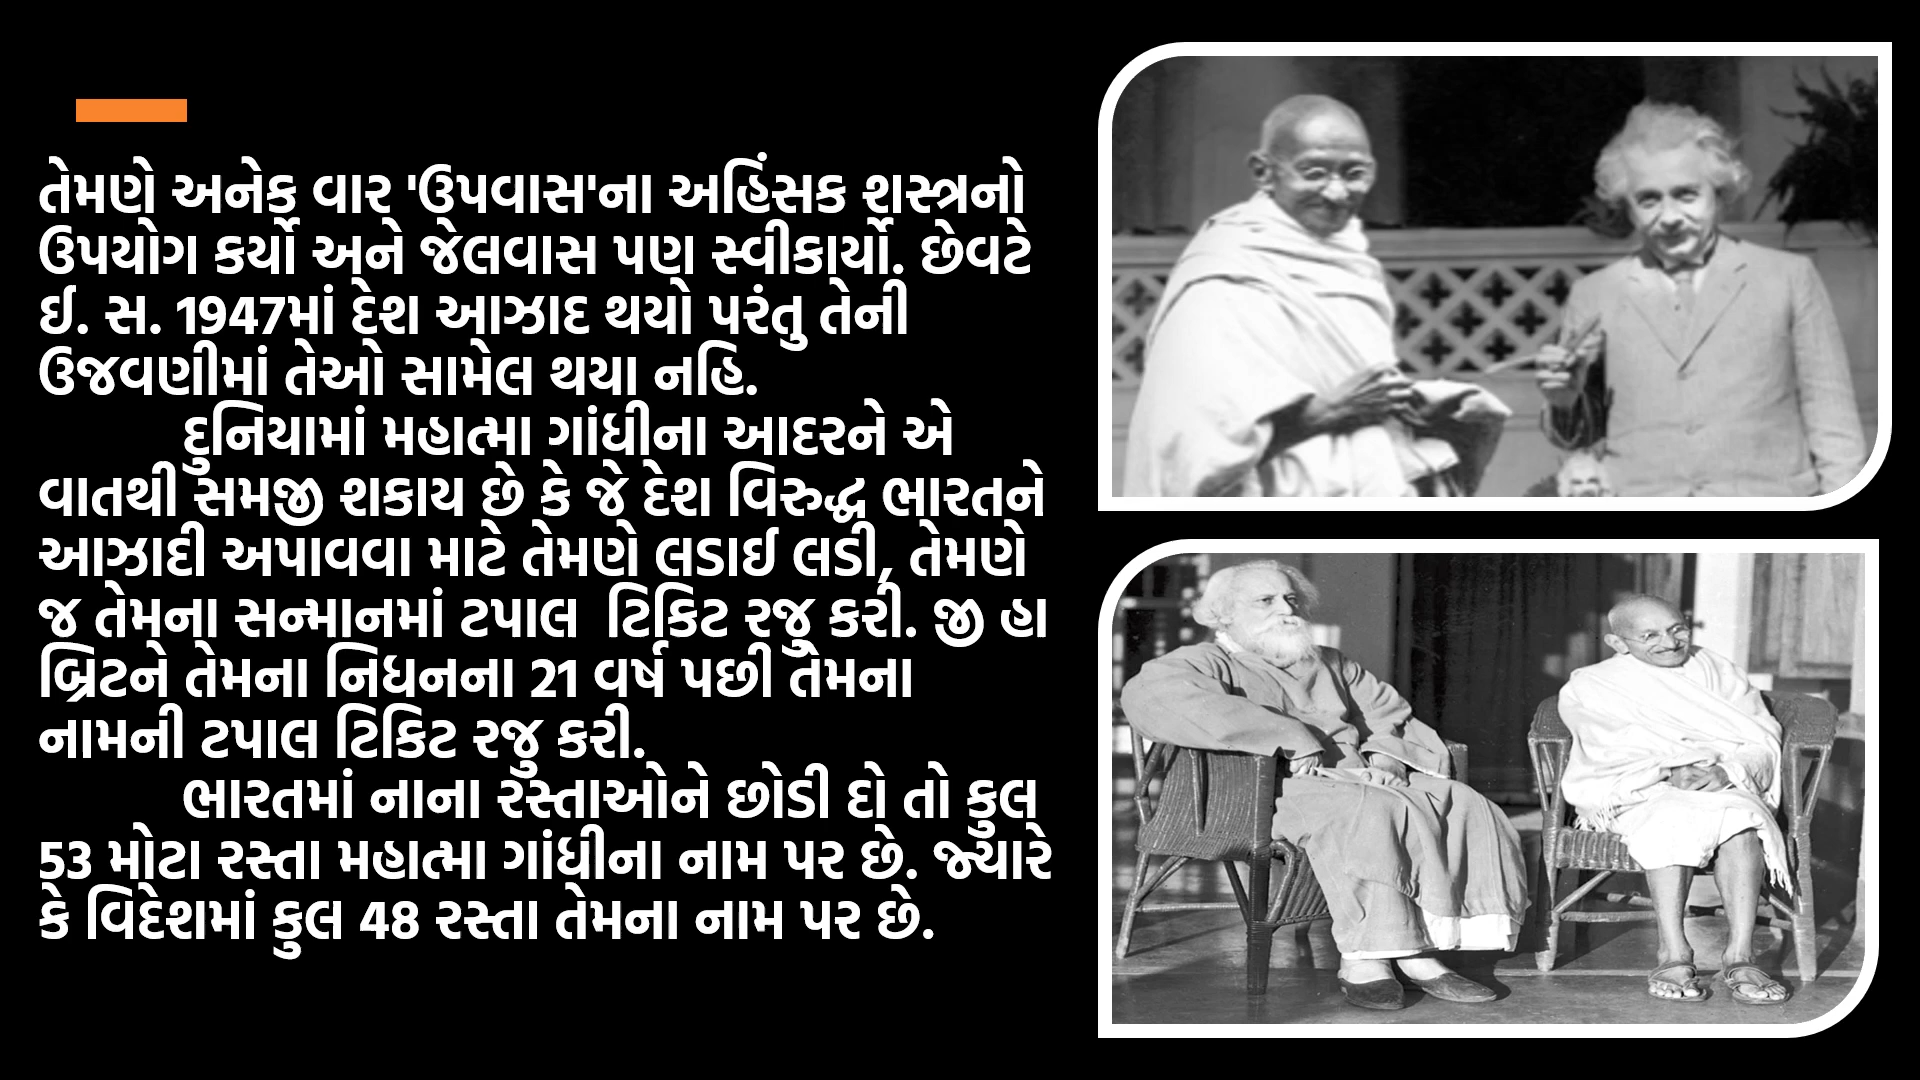 તેમણે અનેક વાર 'ઉપવાસ'ના અહિંસક શસ્ત્રનો
ઉપયોગ કર્યો અને જેલવાસ પણ સ્વીકાર્યો. છેવટે
ઈ. સ. 1947માં દેશ આઝાદ થયો પરંતુ તેની
ઉજવણીમાં તેઓ સામેલ થયા નહિ.
દુનિયામાં મહાત્મા ગાંધીના આદરને એ
વાતથી સમજી શકાય છે કે જે દેશ વિરુદ્ધ ભારતને
આઝાદી અપાવવા માટે તેમણે લડાઈ લડી, તેમણે
જ તેમના સન્માનમાં ટપાલ  ટિકિટ રજુ કરી. જી હા
બ્રિટને તેમના નિધનના 21 વર્ષ પછી તેમના
નામની ટપાલ ટિકિટ રજુ કરી.
ભારતમાં નાના રસ્તાઓને છોડી દો તો કુલ
53 મોટા રસ્તા મહાત્મા ગાંધીના નામ પર છે. જ્યારે
કે વિદેશમાં કુલ 48 રસ્તા તેમના નામ પર છે.